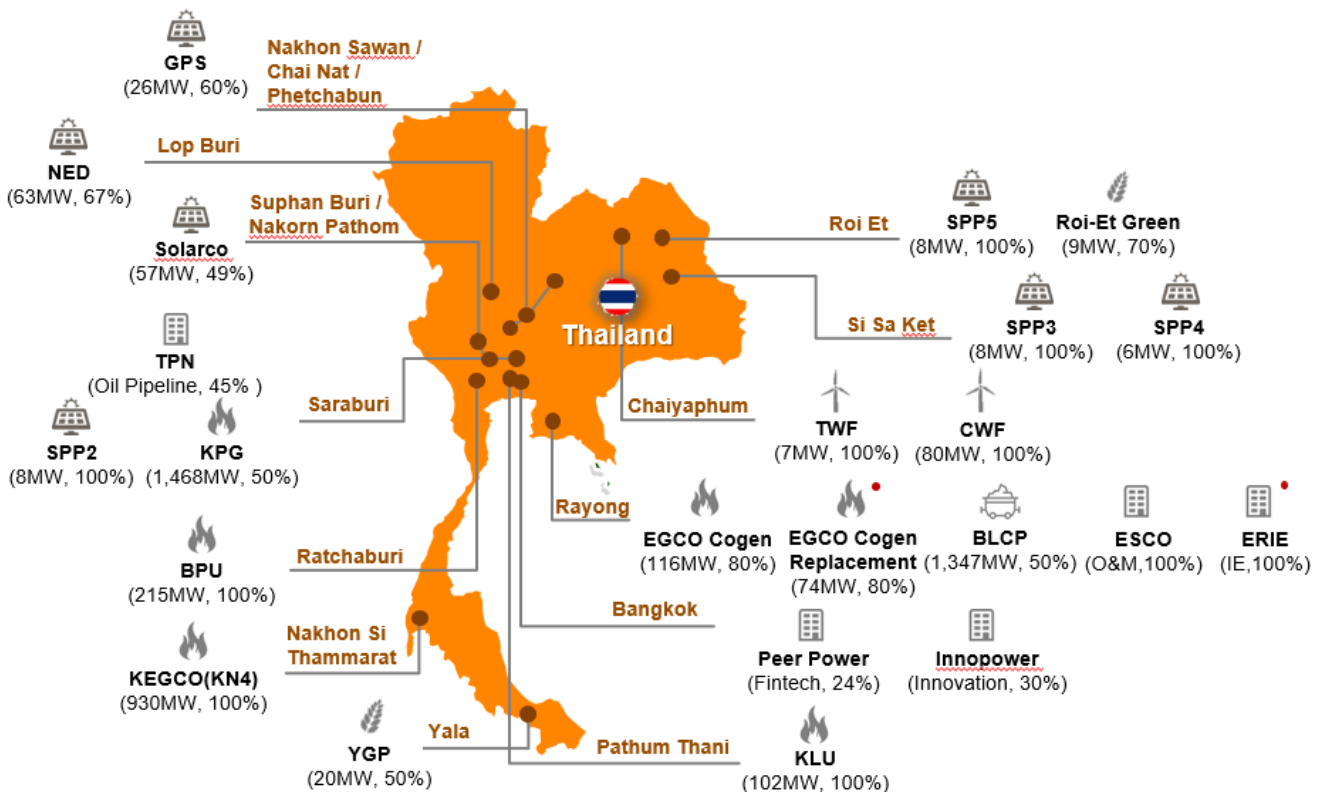 GPS
(26MW, 60%)
Nakhon Sawan /
Chai Nat /
Phetchabun
NED
(63MW, 67%)
Lop Buri
Solarco
(57MW, 49%)
Suphan Buri /
Nakorn Pathom
TPN
(Oil Pipeline, 45% )
SPP2
(8MW, 100%)
KPG
(1,468MW, 50%)
Saraburi
BPU
(215MW, 100%)
Ratchaburi
KEGCO(KN4)
(930MW, 100%)
Nakhon Si
Thammarat
YGP
(20MW, 50%)
Yala
Thailand
Roi Et
SPP5
(8MW, 100%)
Roi-Et Green
(9MW, 70%)
Si Sa Ket
SPP3
(8MW, 100%)
SPP4
(6MW, 100%)
Chaiyaphum
TWF
(7MW, 100%)
CWF
(80MW, 100%)
Rayong
EGCO Cogen
(116MW, 80%)
EGCO Cogen
Replacement
(74MW, 80%)
BLCP
(1,347MW, 50%)
ESCO
(O&M,100%)
ERIE
(IE,100%)
Bangkok
Peer Power
(Fintech, 24%)
Innopower
(Innovation, 30%)
Pathum Thani
KLU
(102MW, 100%)